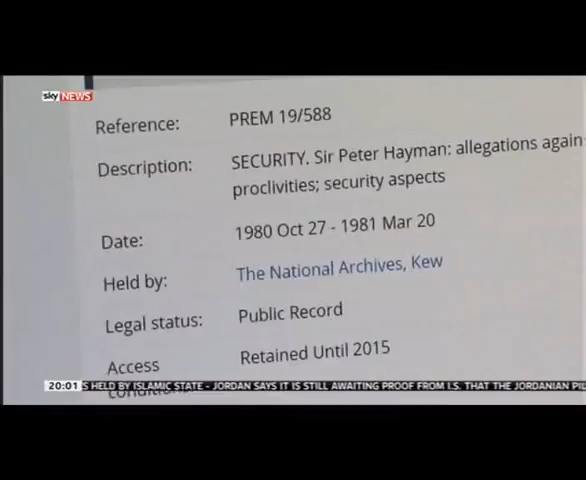 sky NEWS
Reference: PREM 19/588
Description: SECURITY. Sir Peter Hayman: allegations again
proclivities; security aspects
Date: 1980 Oct 27 - 1981 Mar 20
Held by: The National Archives, Kew
Legal status: Public Record
Access Retained Until 2015
20:01 S HELD BY ISLAMIC STATE - JORDAN SAYS IT IS STILL AWAITING PROOF FROM I.S. THAT THE JORDANIAN PIL